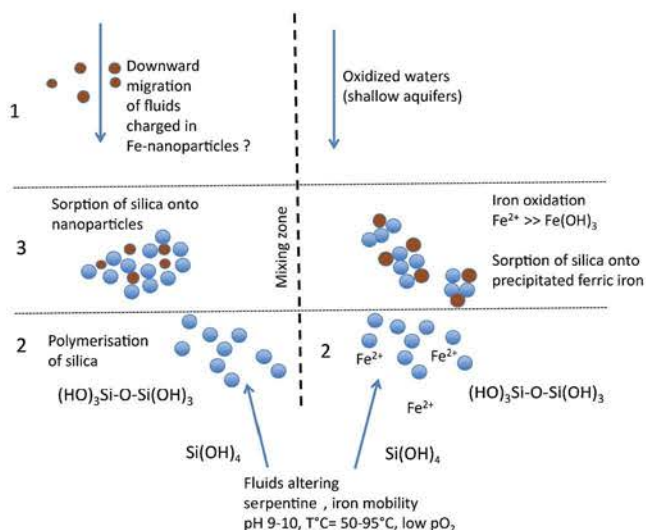 1
Downward
migration
of fluids
charged in
Fe-nanoparticles ?
Oxidized waters
(shallow aquifers)
3
Sorption of silica onto
nanoparticles
Mixing zone
Iron oxidation
Fe²⁺ >> Fe(OH)₃
Sorption of silica onto
precipitated ferric iron
2
Polymerisation
of silica
(HO)₃Si-O-Si(OH)₃
2
Fe²⁺
Fe²⁺
Fe²⁺
(HO)₃Si-O-Si(OH)₃
Si(OH)₄
Si(OH)₄
Fluids altering
serpentine , iron mobility
pH 9-10, T°C= 50-95°C, low pO₂